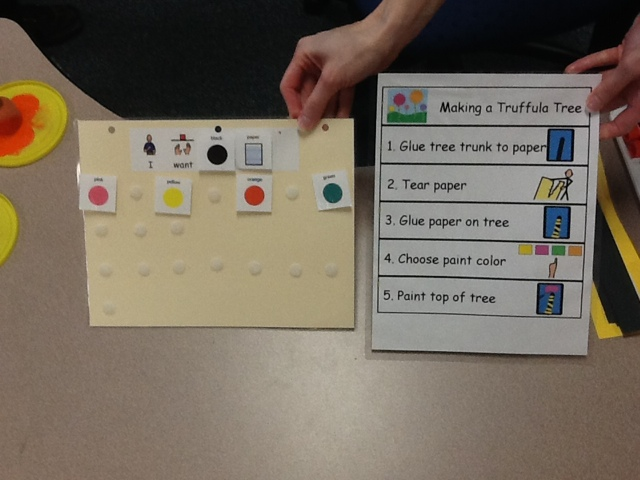 I want black paper
pink yellow orange green
Making a Truffula Tree
1. Glue tree trunk to paper
2. Tear paper
3. Glue paper on tree
4. Choose paint color
5. Paint top of tree